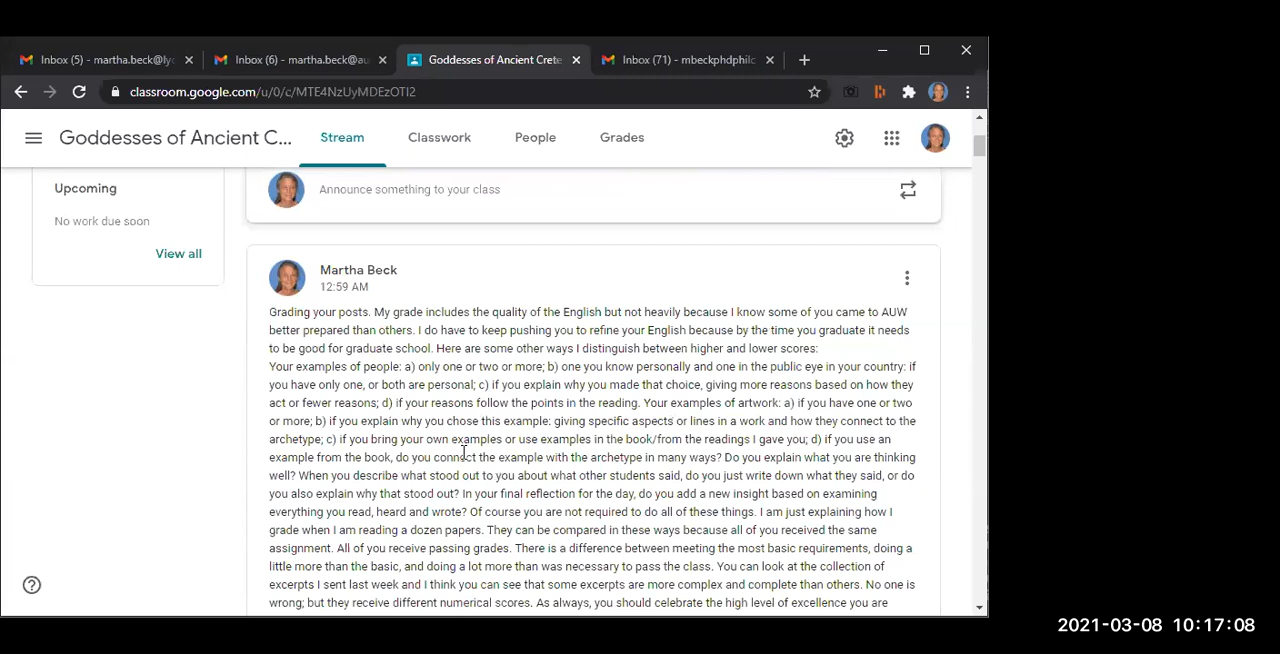 Inbox (5) - martha.beck@lyo
Inbox (6) - martha.beck@au
Goddesses of Ancient Crete
Inbox (71) - mbeckphdphilc
classroom.google.com/u/0/c/MTE4NzUyMDEzOTI2
Goddesses of Ancient C...
Stream
Classwork
People
Grades
Upcoming
No work due soon
View all
Announce something to your class
Martha Beck
12:59 AM
Grading your posts. My grade includes the quality of the English but not heavily because I know some of you came to AUW
better prepared than others. I do have to keep pushing you to refine your English because by the time you graduate it needs
to be good for graduate school. Here are some other ways I distinguish between higher and lower scores:
Your examples of people: a) only one or two or more; b) one you know personally and one in the public eye in your country: if
you have only one, or both are personal; c) if you explain why you made that choice, giving more reasons based on how they
act or fewer reasons; d) if your reasons follow the points in the reading. Your examples of artwork: a) if you have one or two
or more; b) if you explain why you chose this example: giving specific aspects or lines in a work and how they connect to the
archetype; c) if you bring your own examples or use examples in the book/from the readings I gave you; d) if you use an
example from the book, do you connect the example with the archetype in many ways? Do you explain what you are thinking
well? When you describe what stood out to you about what other students said, do you just write down what they said, or do
you also explain why that stood out? In your final reflection for the day, do you add a new insight based on examining
everything you read, heard and wrote? Of course you are not required to do all of these things. I am just explaining how I
grade when I am reading a dozen papers. They can be compared in these ways because all of you received the same
assignment. All of you receive passing grades. There is a difference between meeting the most basic requirements, doing a
little more than the basic, and doing a lot more than was necessary to pass the class. You can look at the collection of
excerpts I sent last week and I think you can see that some excerpts are more complex and complete than others. No one is
wrong; but they receive different numerical scores. As always, you should celebrate the high level of excellence you are
2021-03-08 10:17:08